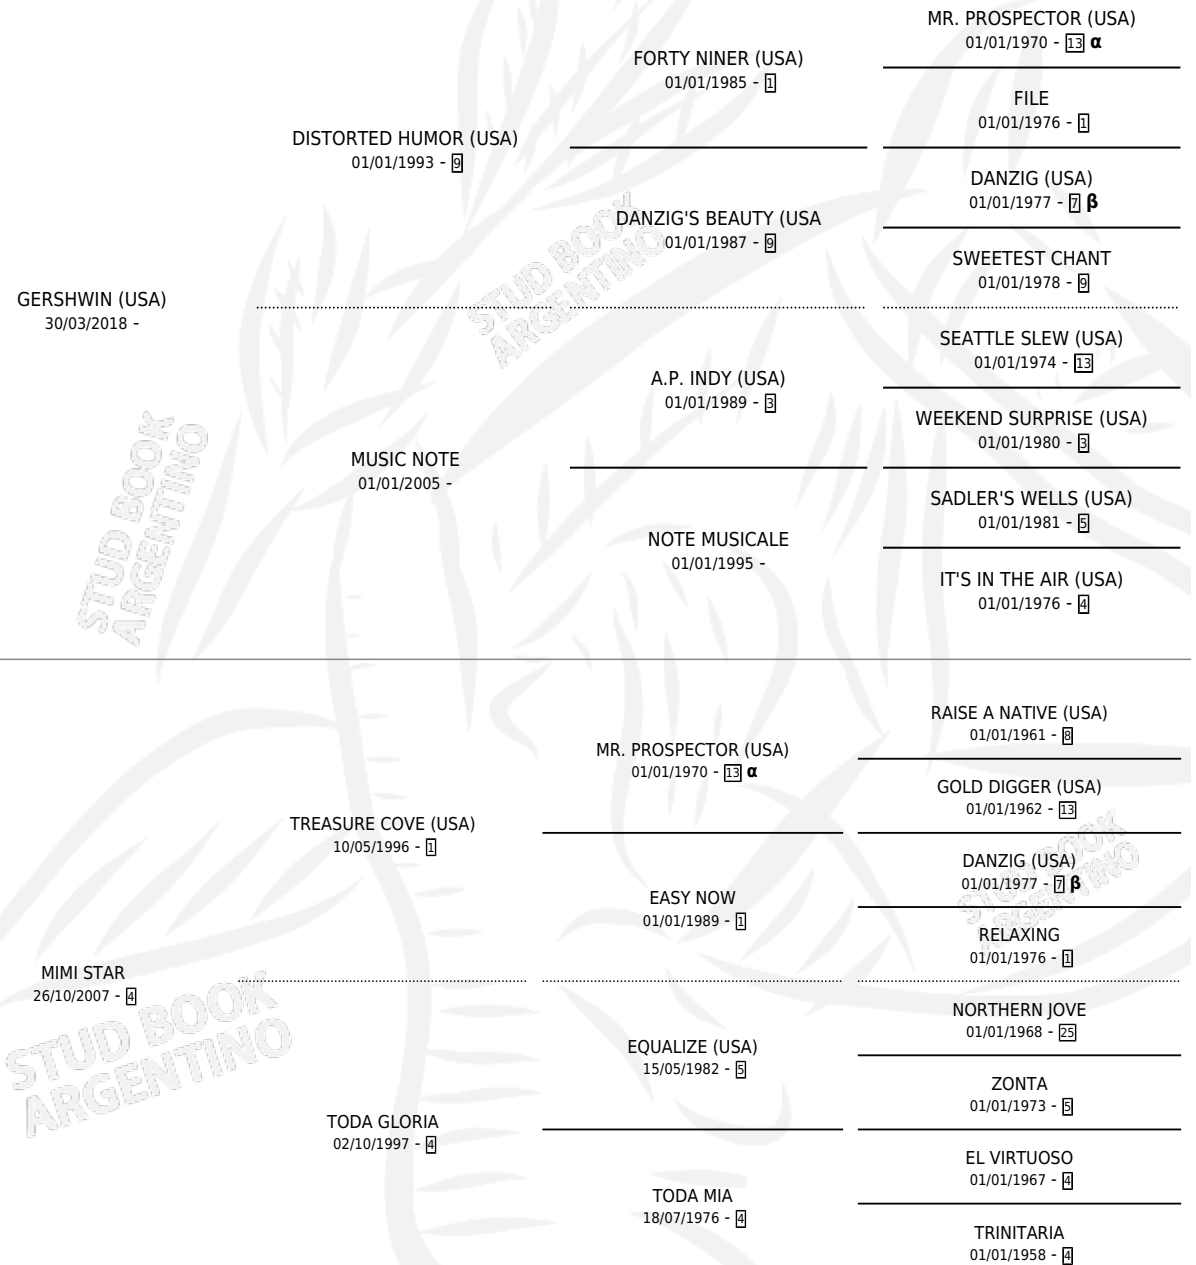 MR. PROSPECTOR (USA)
01/01/1970 - 13 α
FORTY NINER (USA)
01/01/1985 - 1
FILE
01/01/1976 - 1
DISTORTED HUMOR (USA)
01/01/1993 - 9
DANZIG (USA)
01/01/1977 - 7 β
DANZIG'S BEAUTY (USA
01/01/1987 - 9
SWEETEST CHANT
01/01/1978 - 9
GERSHWIN (USA)
30/03/2018 -
SEATTLE SLEW (USA)
01/01/1974 - 13
A.P. INDY (USA)
01/01/1989 - 3
WEEKEND SURPRISE (USA)
01/01/1980 - 3
MUSIC NOTE
01/01/2005 -
SADLER'S WELLS (USA)
01/01/1981 - 5
NOTE MUSICALE
01/01/1995 -
IT'S IN THE AIR (USA)
01/01/1976 - 4
RAISE A NATIVE (USA)
01/01/1961 - 8
MR. PROSPECTOR (USA)
01/01/1970 - 13 α
GOLD DIGGER (USA)
01/01/1962 - 13
TREASURE COVE (USA)
10/05/1996 - 1
DANZIG (USA)
01/01/1977 - 7 β
EASY NOW
01/01/1989 - 1
RELAXING
01/01/1976 - 1
MIMI STAR
26/10/2007 - 4
NORTHERN JOVE
01/01/1968 - 25
EQUALIZE (USA)
15/05/1982 - 5
ZONTA
01/01/1973 - 5
TODA GLORIA
02/10/1997 - 4
EL VIRTUOSO
01/01/1967 - 4
TODA MIA
18/07/1976 - 4
TRINITARIA
01/01/1958 - 4
STUD BOOK
ARGENTINO
STUD BOOK
ARGENTINO
STUD BOOK
ARGENTINO
STUD BOOK
ARGENTINO